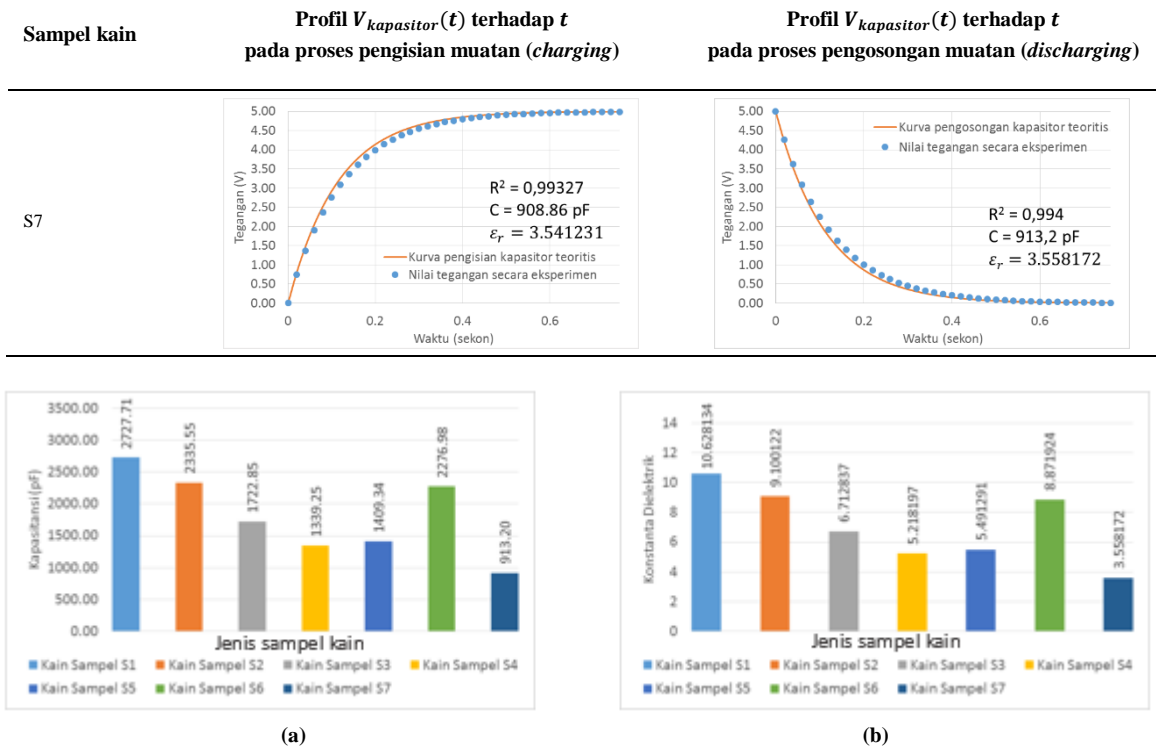 Sampel kain
Profil V_kapasitor(t) terhadap t
pada proses pengisian muatan (charging)
Profil V_kapasitor(t) terhadap t
pada proses pengosongan muatan (discharging)
S7
5.00
4.50
4.00
3.50
3.00
2.50
2.00
1.50
1.00
0.50
0.00
Tegangan (V)
R² = 0,99327
C = 908.86 pF
ε_r = 3.541231
Kurva pengisian kapasitor teoritis
Nilai tegangan secara eksperimen
0 0.2 0.4 0.6
Waktu (sekon)
5.00
4.50
4.00
3.50
3.00
2.50
2.00
1.50
1.00
0.50
0.00
Tegangan (V)
Kurva pengosongan kapasitor teoritis
Nilai tegangan secara eksperimen
R² = 0,994
C = 913,2 pF
ε_r = 3.558172
0 0.2 0.4 0.6
Waktu (sekon)
3500.00
3000.00
2500.00
2000.00
1500.00
1000.00
500.00
0.00
Kapasitansi (pF)
2727.71
2335.55
1722.85
1339.25
1409.34
2276.98
913.20
Jenis sampel kain
Kain Sampel S1 Kain Sampel S2 Kain Sampel S3 Kain Sampel S4
Kain Sampel S5 Kain Sampel S6 Kain Sampel S7
(a)
14
12
10
8
6
4
2
0
Konstanta Dielektrik
10.628134
9.100122
6.712837
5.218197
5.491291
8.871924
3.558172
Jenis sampel kain
Kain Sampel S1 Kain Sampel S2 Kain Sampel S3 Kain Sampel S4
Kain Sampel S5 Kain Sampel S6 Kain Sampel S7
(b)